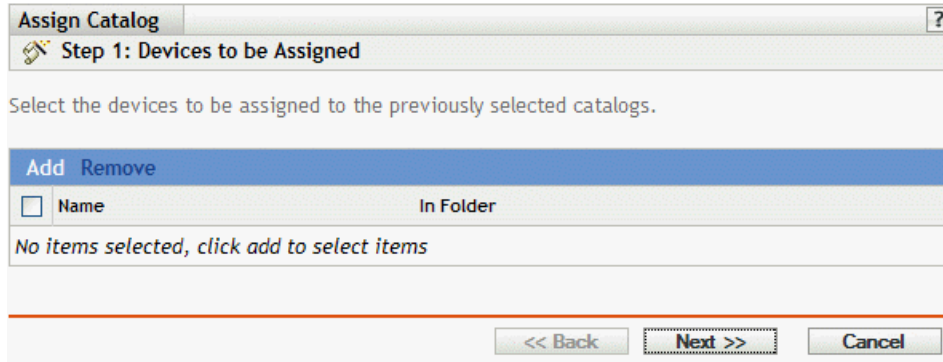 Assign Catalog ?
Step 1: Devices to be Assigned
Select the devices to be assigned to the previously selected catalogs.
Add Remove
Name In Folder
No items selected, click add to select items
<< Back Next >> Cancel